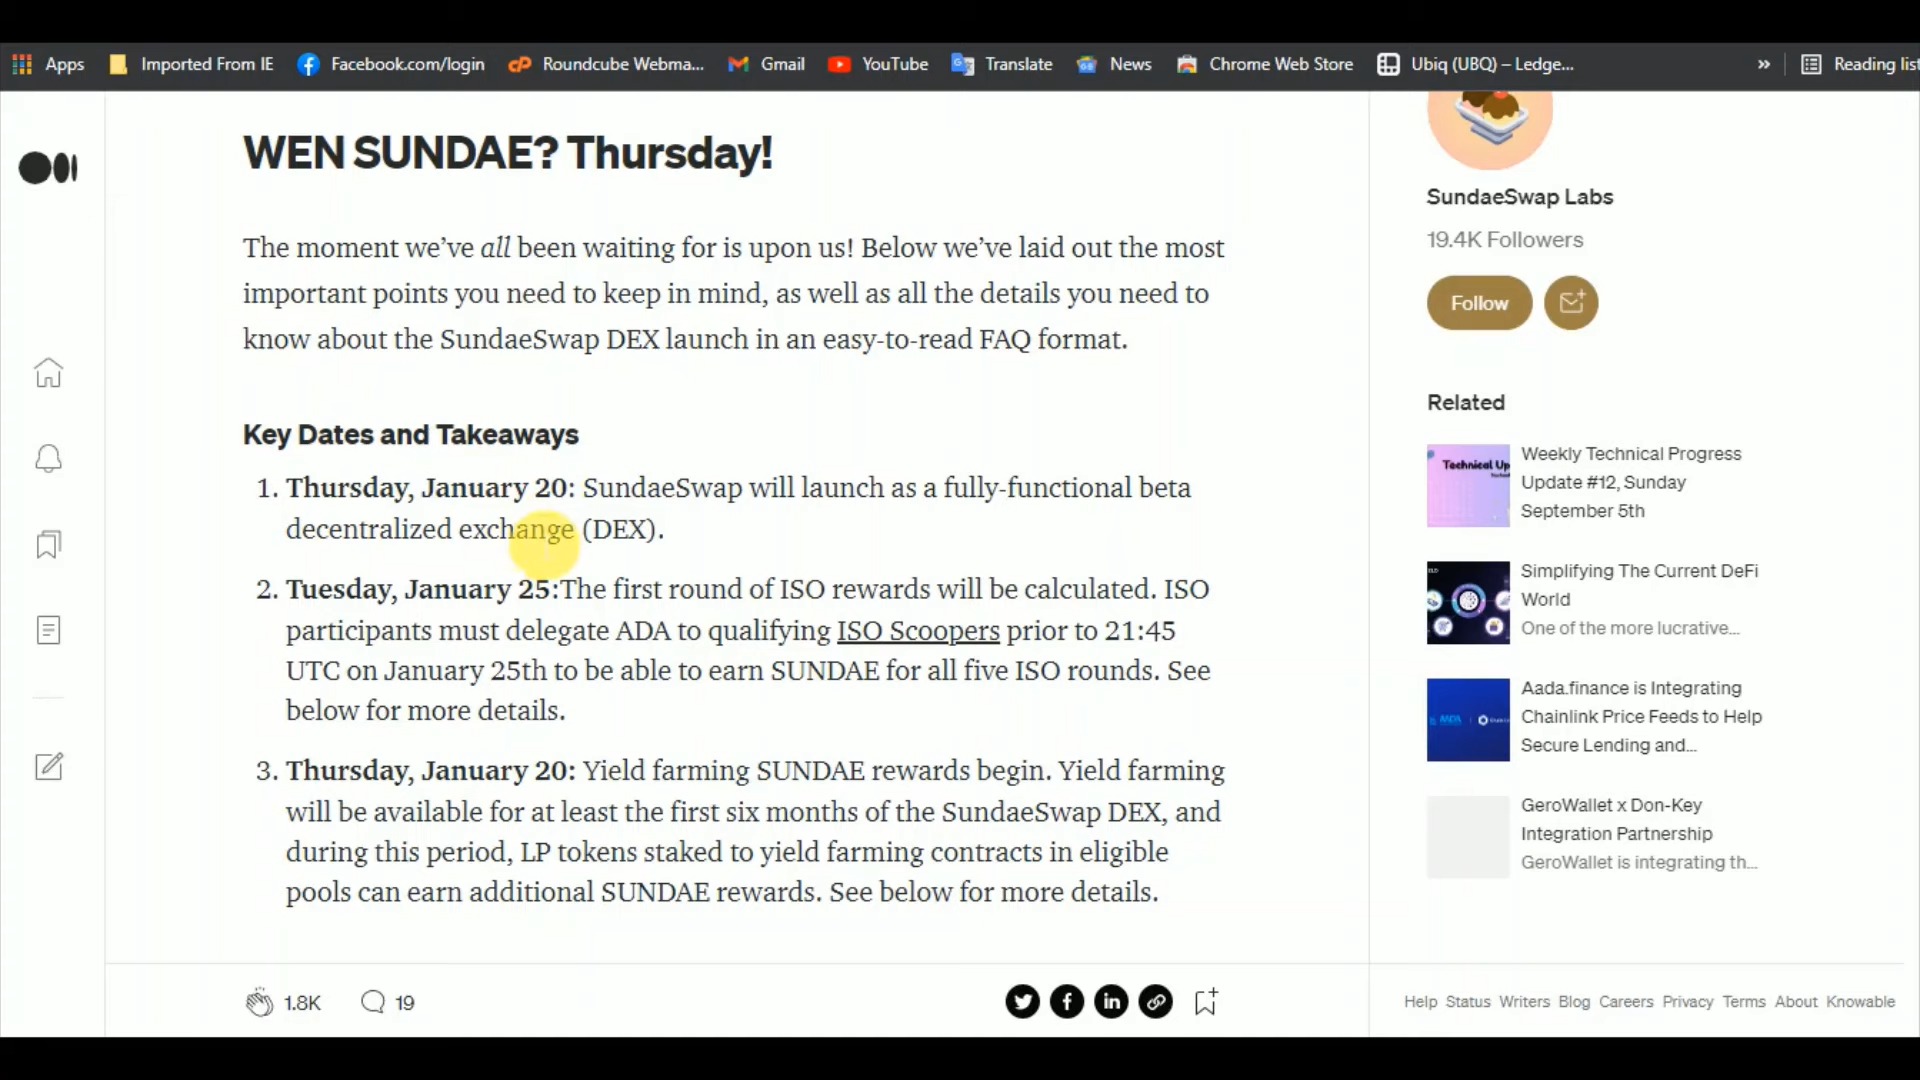 Apps Imported From IE Facebook.com/login Roundcube Webma... Gmail YouTube Translate News Chrome Web Store Ubiq (UBQ) – Ledge... » Reading list
WEN SUNDAE? Thursday!
The moment we’ve all been waiting for is upon us! Below we’ve laid out the most
important points you need to keep in mind, as well as all the details you need to
know about the SundaeSwap DEX launch in an easy-to-read FAQ format.
Key Dates and Takeaways
1. Thursday, January 20: SundaeSwap will launch as a fully-functional beta
decentralized exchange (DEX).
2. Tuesday, January 25:The first round of ISO rewards will be calculated. ISO
participants must delegate ADA to qualifying ISO Scoopers prior to 21:45
UTC on January 25th to be able to earn SUNDAE for all five ISO rounds. See
below for more details.
3. Thursday, January 20: Yield farming SUNDAE rewards begin. Yield farming
will be available for at least the first six months of the SundaeSwap DEX, and
during this period, LP tokens staked to yield farming contracts in eligible
pools can earn additional SUNDAE rewards. See below for more details.
1.8K 19
SundaeSwap Labs
19.4K Followers
Follow
Related
Technical Up
Weekly Technical Progress
Update #12, Sunday
September 5th
Simplifying The Current DeFi
World
One of the more lucrative...
AADA
Aada.finance is Integrating
Chainlink Price Feeds to Help
Secure Lending and...
GeroWallet x Don-Key
Integration Partnership
GeroWallet is integrating th...
Help Status Writers Blog Careers Privacy Terms About Knowable